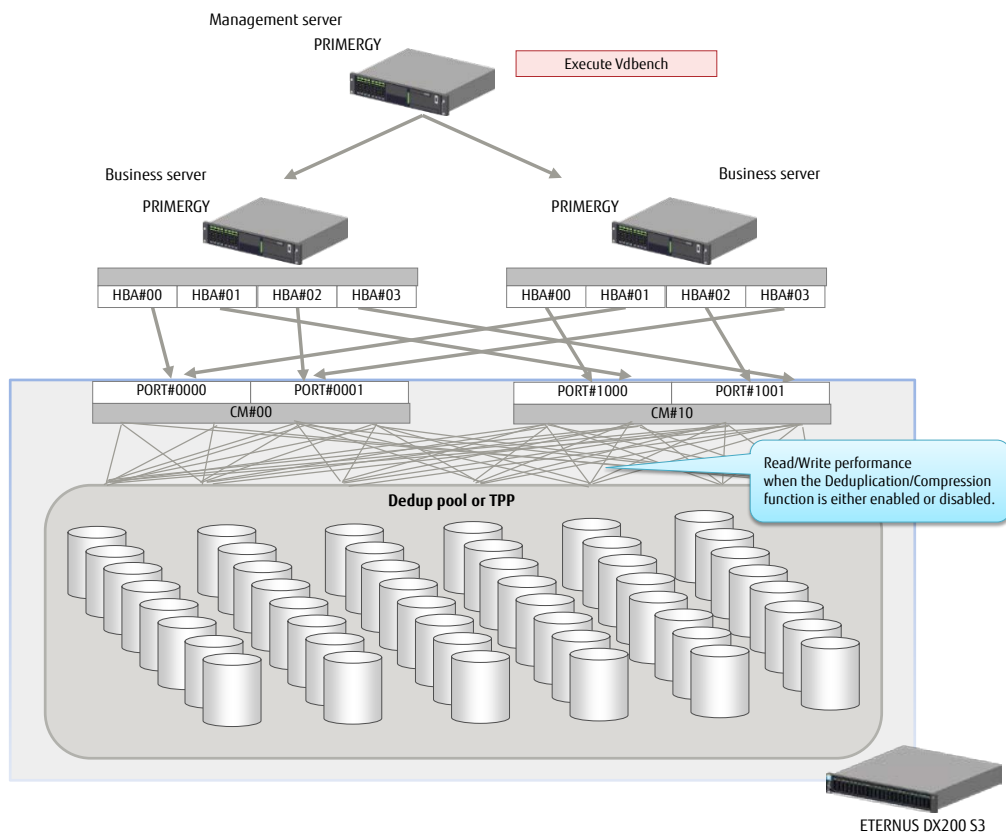 Management server
PRIMERGY
Execute Vdbench
Business server
PRIMERGY
Business server
PRIMERGY
HBA#00 HBA#01 HBA#02 HBA#03
HBA#00 HBA#01 HBA#02 HBA#03
PORT#0000 PORT#0001
CM#00
PORT#1000 PORT#1001
CM#10
Read/Write performance
when the Deduplication/Compression
function is either enabled or disabled.
Dedup pool or TPP
ETERNUS DX200 S3